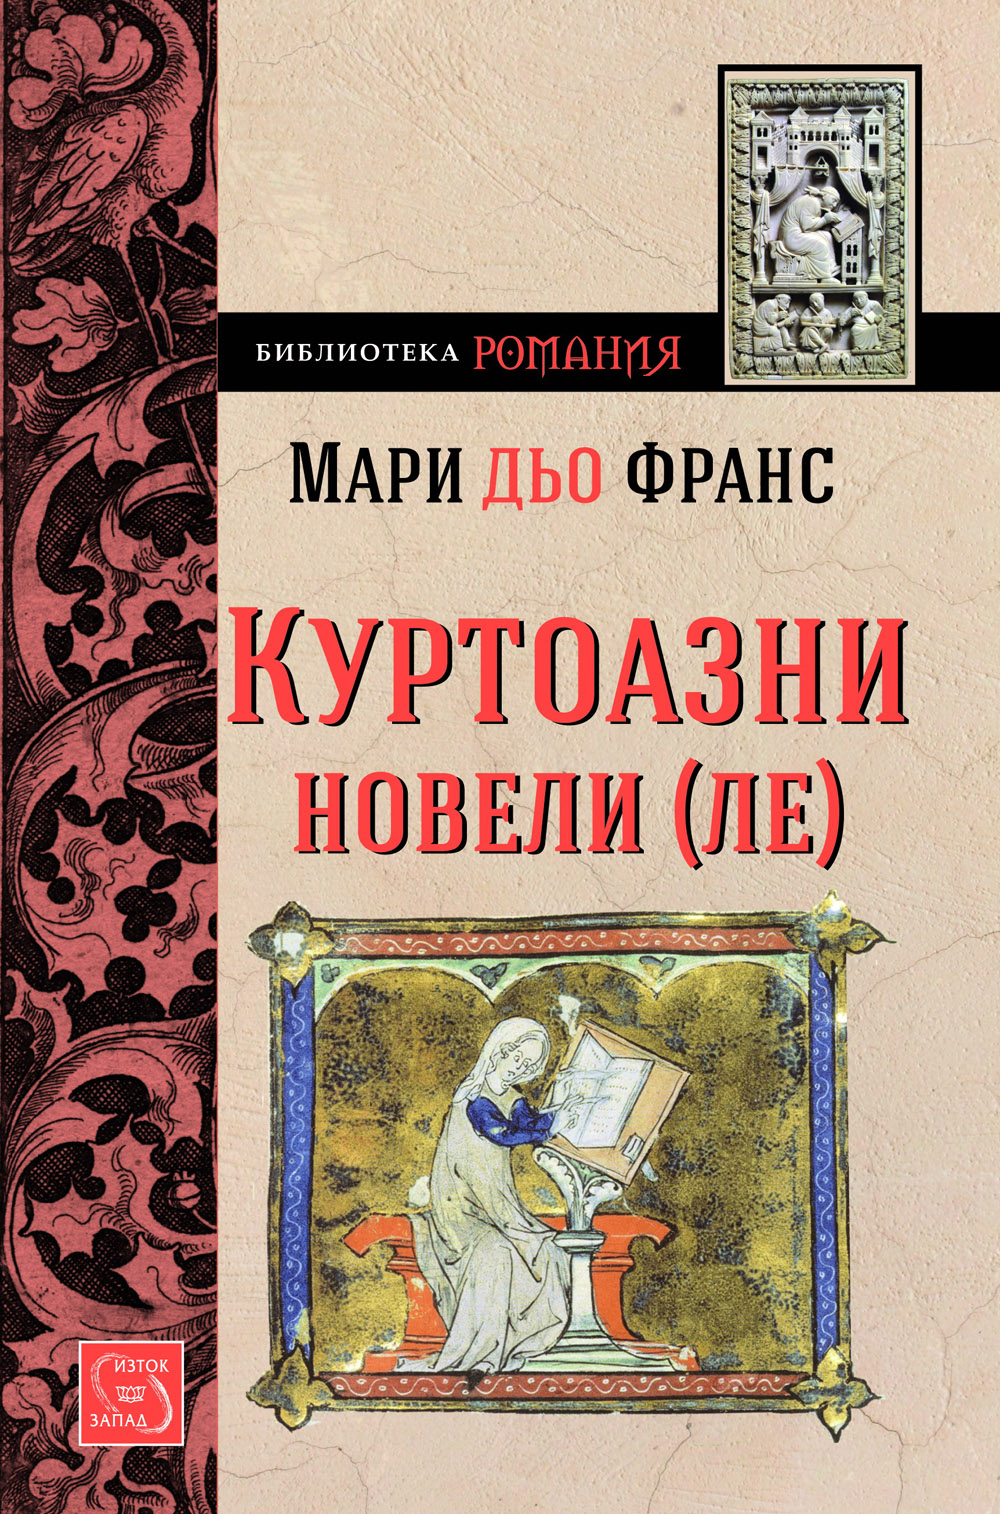 БИБЛИОТЕКА РОМАНИЯ
МАРИ ДЬО ФРАНС
КУРТОАЗНИ
НОВЕЛИ (ЛЕ)
ИЗТОК
ЗАПАД